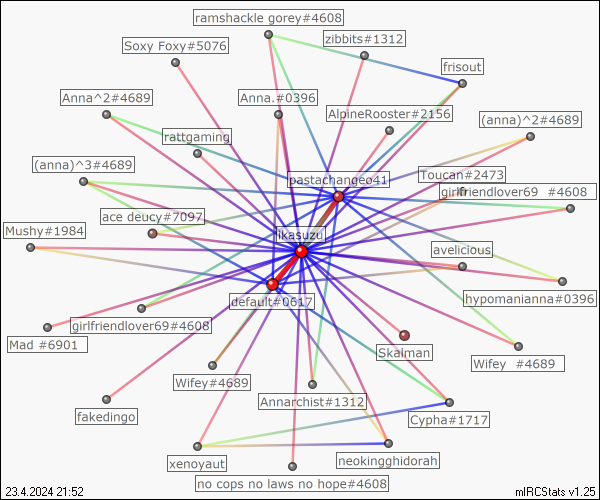 ramshackle gorey#4608
zibbits#1312
Soxy Foxy#5076
frisout
Anna^2#4689
Anna.#0396
AlpineRooster#2156
(anna)^2#4689
rattgaming
(anna)^3#4689
pastachangeo41
Toucan#2473
girlfriendlover69 #4608
ace deucy#7097
Mushy#1984
ikasuzu
avelicious
default#0617
hypomanianna#0396
girlfriendlover69#4608
Mad #6901
Skalman
Wifey #4689
Wifey#4689
Annarchist#1312
fakedingo
Cypha#1717
xenoyaut
neokingghidorah
no cops no laws no hope#4608
23.4.2024 21:52
mIRCStats v1.25